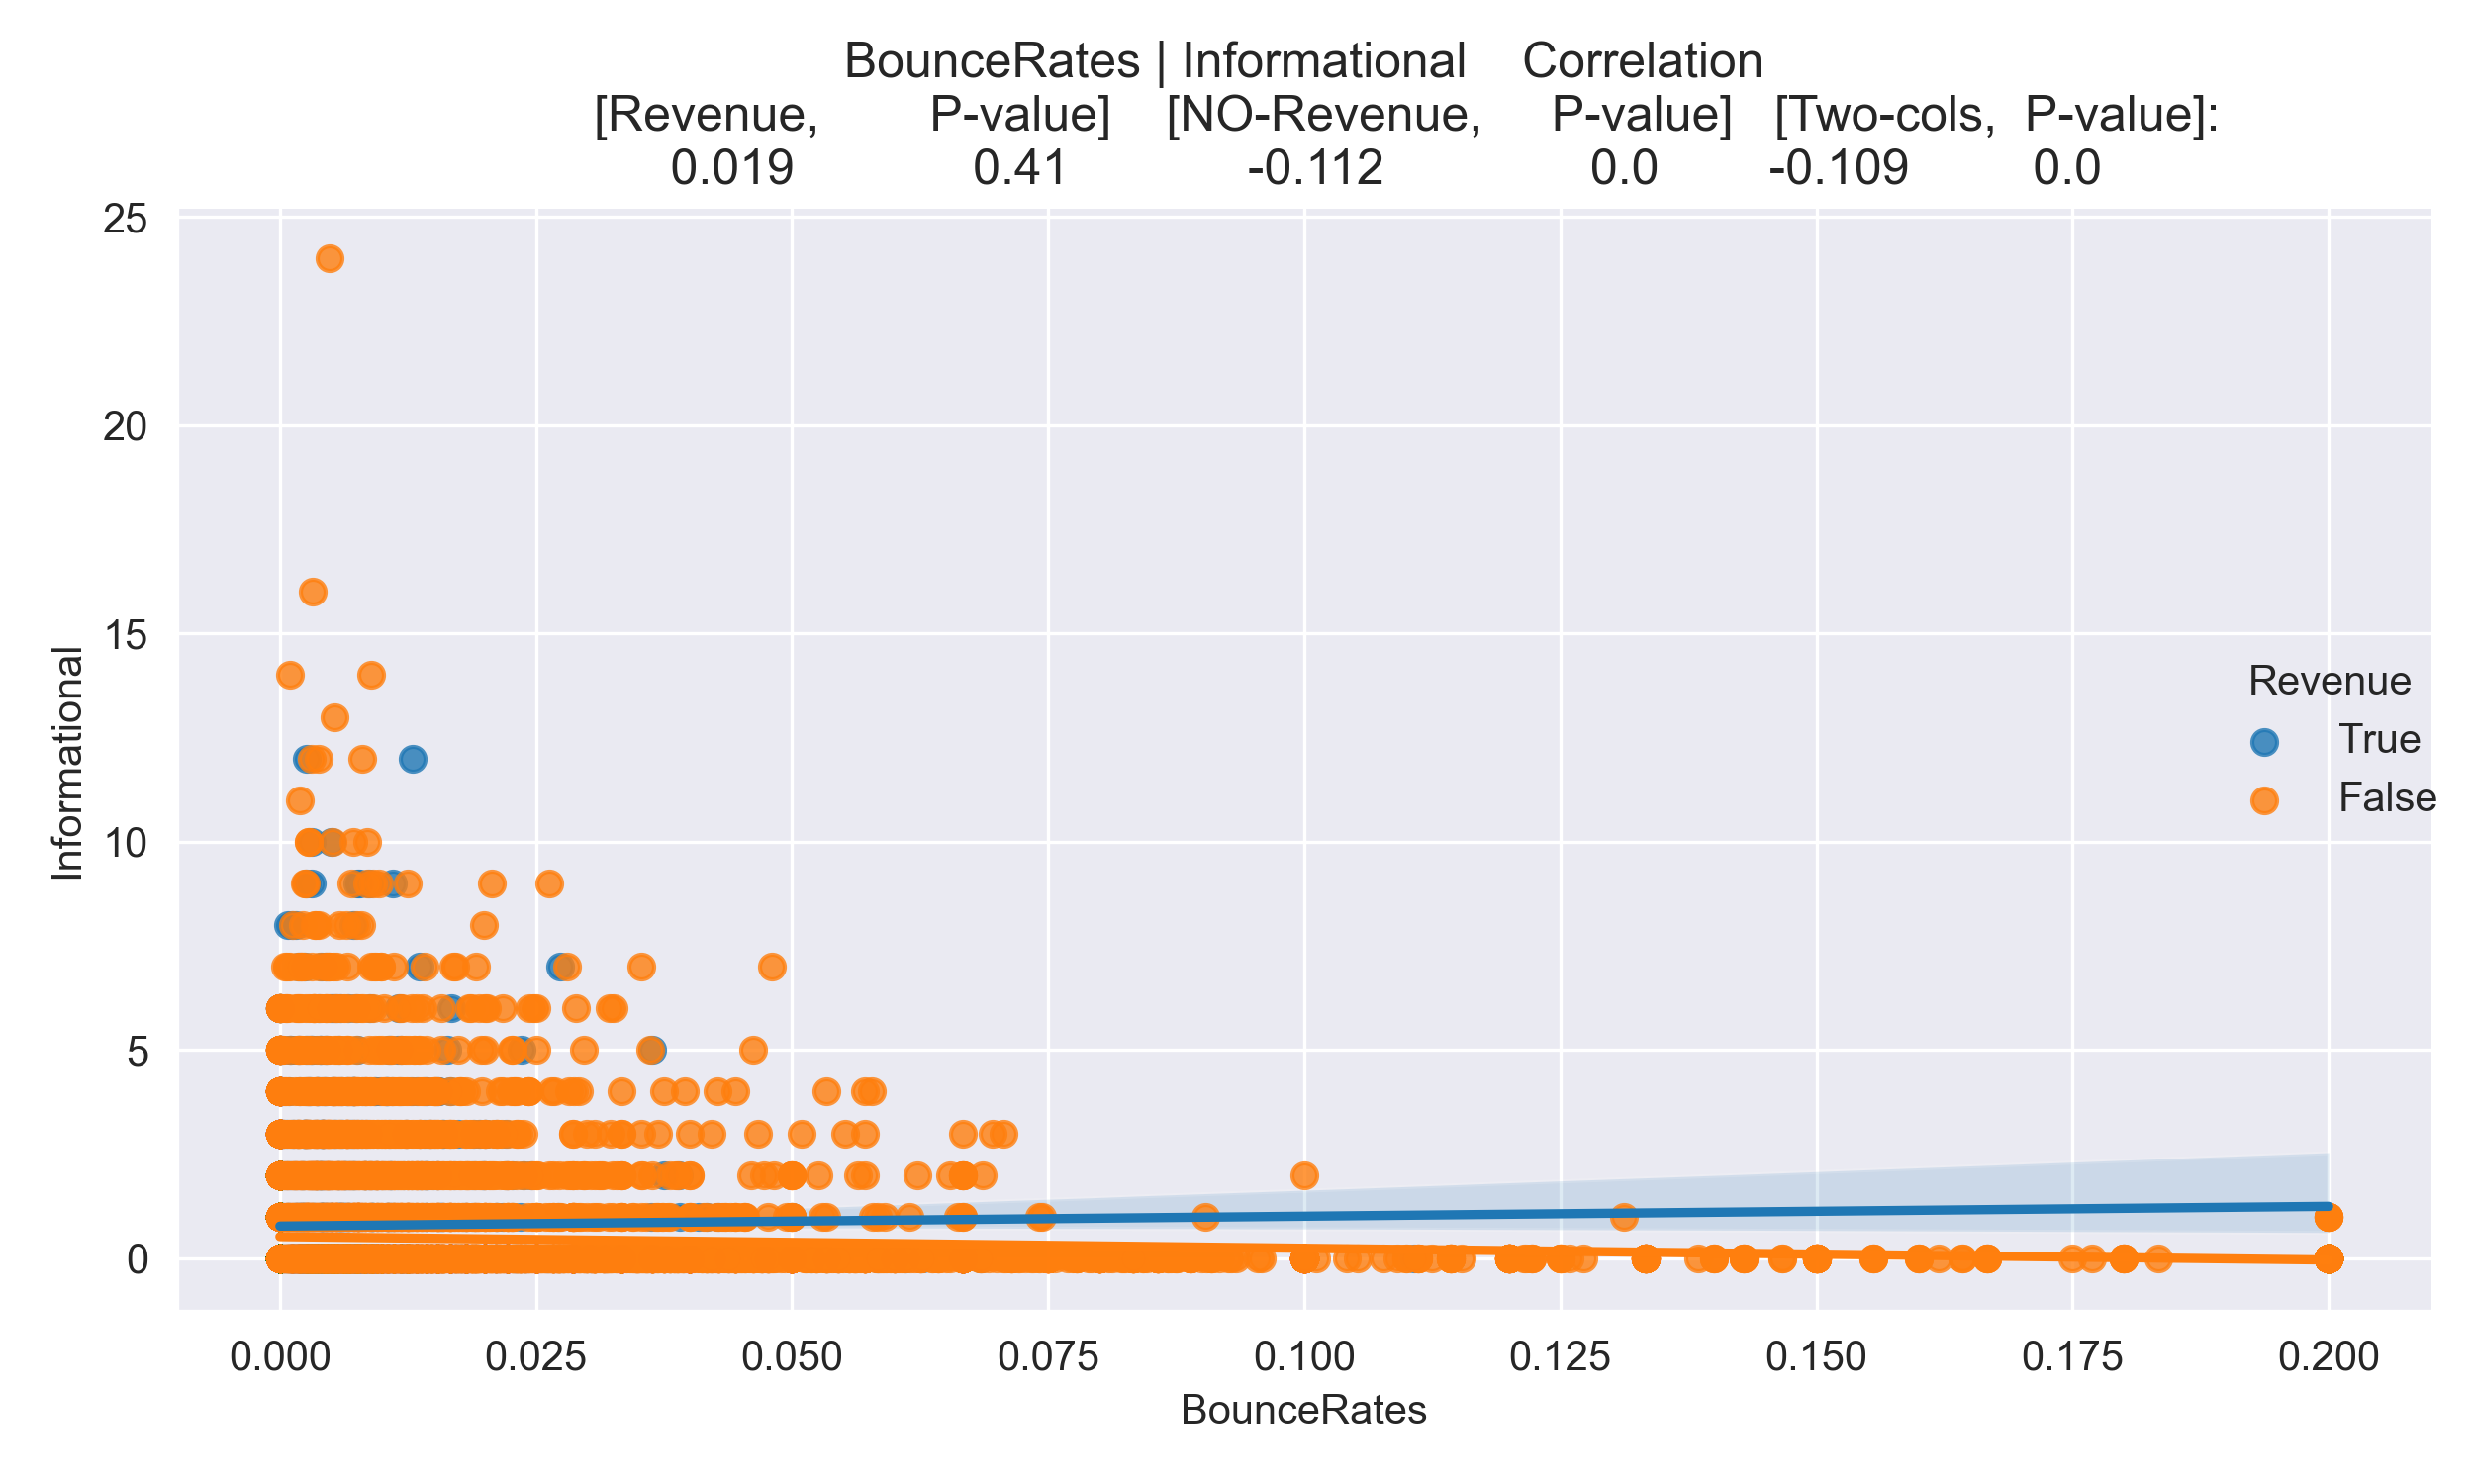 BounceRates | Informational Correlation
[Revenue, P-value] [NO-Revenue, P-value] [Two-cols, P-value]:
0.019 0.41 -0.112 0.0 -0.109 0.0
25
20
15
10
5
0
Informational
Revenue
True
False
0.000 0.025 0.050 0.075 0.100 0.125 0.150 0.175 0.200
BounceRates